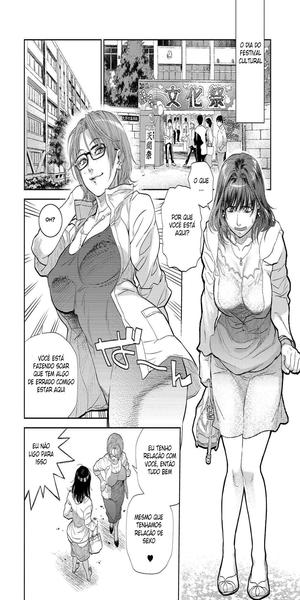 O DIA DO
FESTIVAL
CULTURAL
文化祭
O QUE ...
OH?
POR QUE
VOCÊ ESTÁ
AQUI?
VOCÊ ESTÁ
FAZENDO SOAR
QUE TEM ALGO
DE ERRADO COMIGO
ESTAR AQUI
ば～ん
EU NÃO
LIGO PARA
ISSO
EU TENHO
RELAÇÃO
COM VOCÊ, ENTÃO
TUDO BEM
MESMO QUE
TENHAMOS
RELAÇÃO DE
SEXO
♥